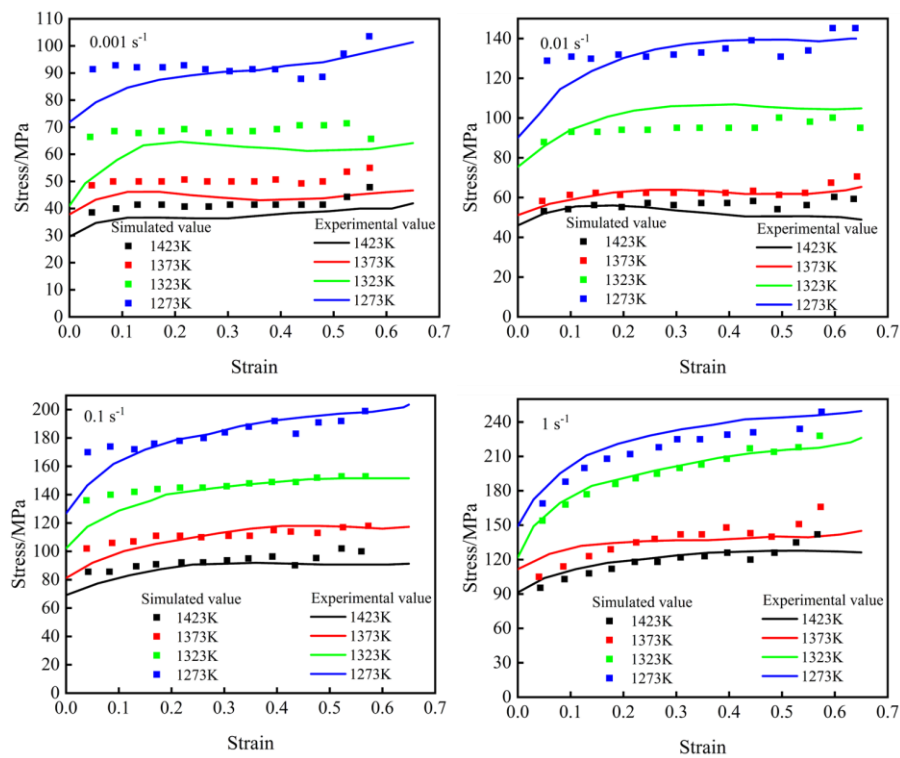 110
100
90
80
70
60
50
40
30
20
10
0
0.001 s⁻¹
Stress/MPa
Simulated value Experimental value
1423K 1423K
1373K 1373K
1323K 1323K
1273K 1273K
0.0 0.1 0.2 0.3 0.4 0.5 0.6 0.7
Strain
140
120
100
80
60
40
20
0
0.01 s⁻¹
Stress/MPa
Simulated value Experimental value
1423K 1423K
1373K 1373K
1323K 1323K
1273K 1273K
0.0 0.1 0.2 0.3 0.4 0.5 0.6 0.7
Strain
200
180
160
140
120
100
80
60
40
20
0
0.1 s⁻¹
Stress/MPa
Simulated value Experimental value
1423K 1423K
1373K 1373K
1323K 1323K
1273K 1273K
0.0 0.1 0.2 0.3 0.4 0.5 0.6 0.7
Strain
240
210
180
150
120
90
60
30
0
1 s⁻¹
Stress/MPa
Simulated value Experimental value
1423K 1423K
1373K 1373K
1323K 1323K
1273K 1273K
0.0 0.1 0.2 0.3 0.4 0.5 0.6 0.7
Strain